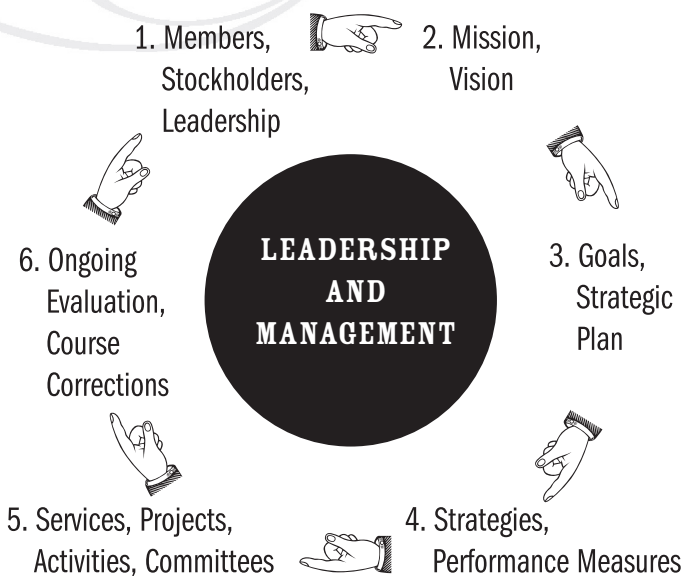 1. Members,
Stockholders,
Leadership
2. Mission,
Vision
3. Goals,
Strategic
Plan
4. Strategies,
Performance Measures
5. Services, Projects,
Activities, Committees
6. Ongoing
Evaluation,
Course
Corrections
LEADERSHIP
AND
MANAGEMENT